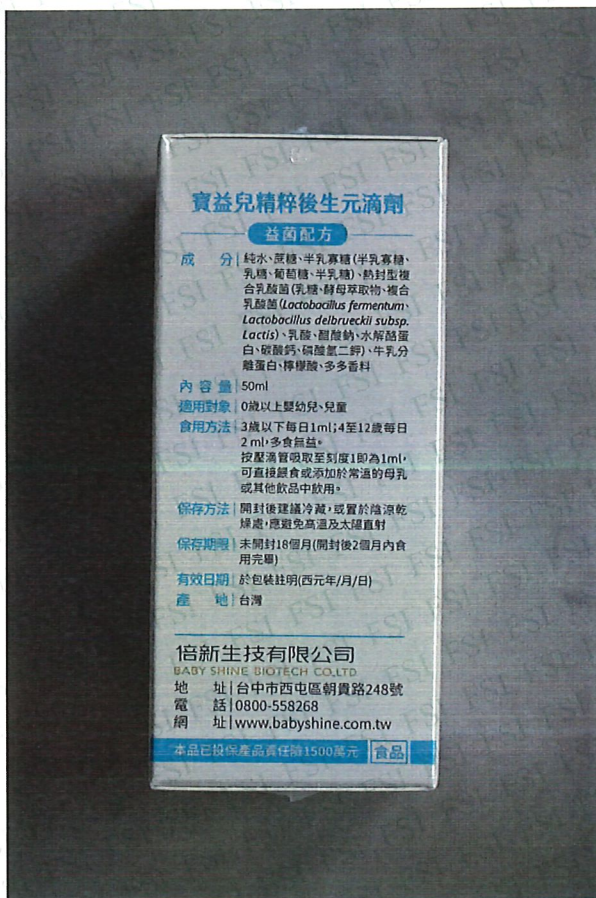 寶益兒精粹後生元滴劑
益菌配方
成 分|純水、蔗糖、半乳寡糖(半乳寡糖、
乳糖、葡萄糖、半乳糖)、熱封型複
合乳酸菌(乳糖、酵母萃取物、複合
乳酸菌(Lactobacillus fermentum、
Lactobacillus delbrueckii subsp.
Lactis)、乳酸、醋酸鈉、水解酪蛋
白、碳酸鈣、磷酸氫二鉀)、牛乳分
離蛋白、檸檬酸、多多香料
內 容 量|50ml
適用對象|0歲以上嬰幼兒、兒童
食用方法|3歲以下每日1ml;4至12歲每日
2 ml,多食無益。
按壓滴管吸取至刻度1即為1ml,
可直接餵食或添加於常溫的母乳
或其他飲品中飲用。
保存方法|開封後建議冷藏,或置於陰涼乾
燥處,應避免高溫及太陽直射
保存期限|未開封18個月(開封後2個月內食
用完畢)
有效日期|於包裝註明(西元年/月/日)
產 地|台灣
倍新生技有限公司
BABY SHINE BIOTECH CO.,LTD
地 址|台中市西屯區朝貴路248號
電 話|0800-558268
網 址|www.babyshine.com.tw
本品已投保產品責任險1500萬元 食品